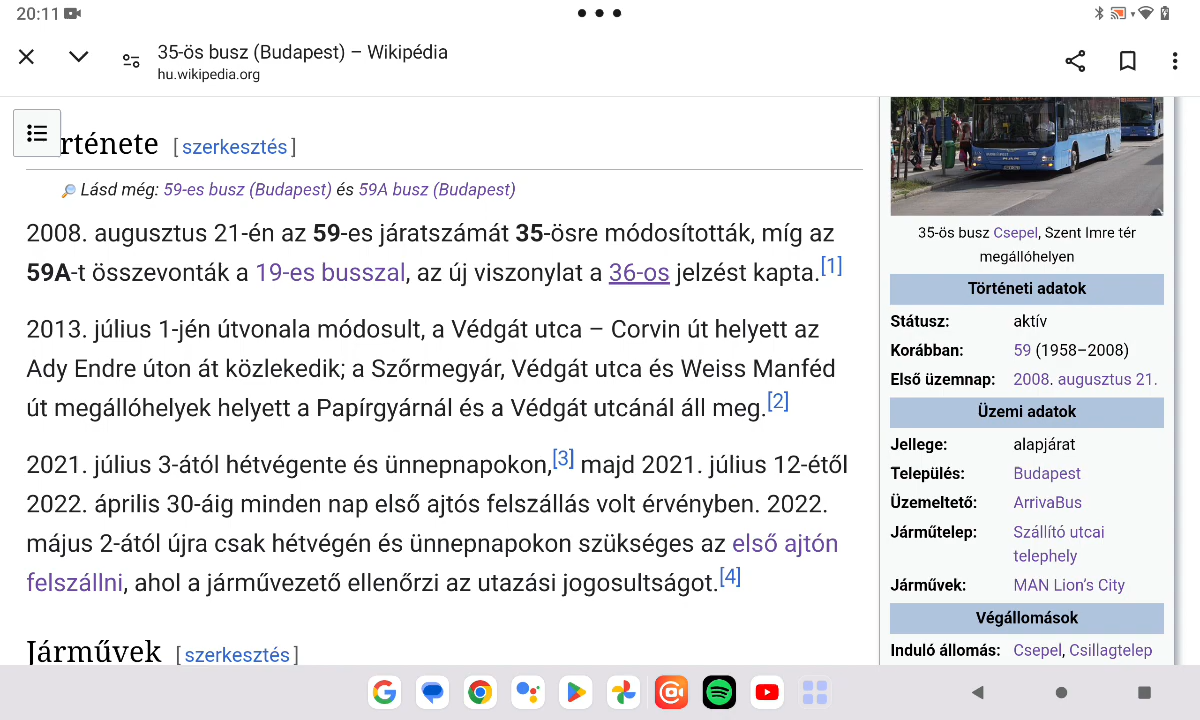 20:11
35-ös busz (Budapest) – Wikipédia
hu.wikipedia.org
rténete [szerkesztés]
Lásd még: 59-es busz (Budapest) és 59A busz (Budapest)
2008. augusztus 21-én az 59-es járatszámát 35-ösre módosították, míg az
59A-t összevonták a 19-es busszal, az új viszonylat a 36-os jelzést kapta.[1]
2013. július 1-jén útvonala módosult, a Védgát utca – Corvin út helyett az
Ady Endre úton át közlekedik; a Szőrmegyár, Védgát utca és Weiss Manféd
út megállóhelyek helyett a Papírgyárnál és a Védgát utcánál áll meg.[2]
2021. július 3-ától hétvégente és ünnepnapokon,[3] majd 2021. július 12-étől
2022. április 30-áig minden nap első ajtós felszállás volt érvényben. 2022.
május 2-ától újra csak hétvégén és ünnepnapokon szükséges az első ajtón
felszállni, ahol a járművezető ellenőrzi az utazási jogosultságot.[4]
Járművek [szerkesztés]
35-ös busz Csepel, Szent Imre tér
megállóhelyen
Történeti adatok
Státusz: aktív
Korábban: 59 (1958–2008)
Első üzemnap: 2008. augusztus 21.
Üzemi adatok
Jellege: alapjárat
Település: Budapest
Üzemeltető: ArrivaBus
Járműtelep: Szállító utcai
telephely
Járművek: MAN Lion's City
Végállomások
Induló állomás: Csepel, Csillagtelep